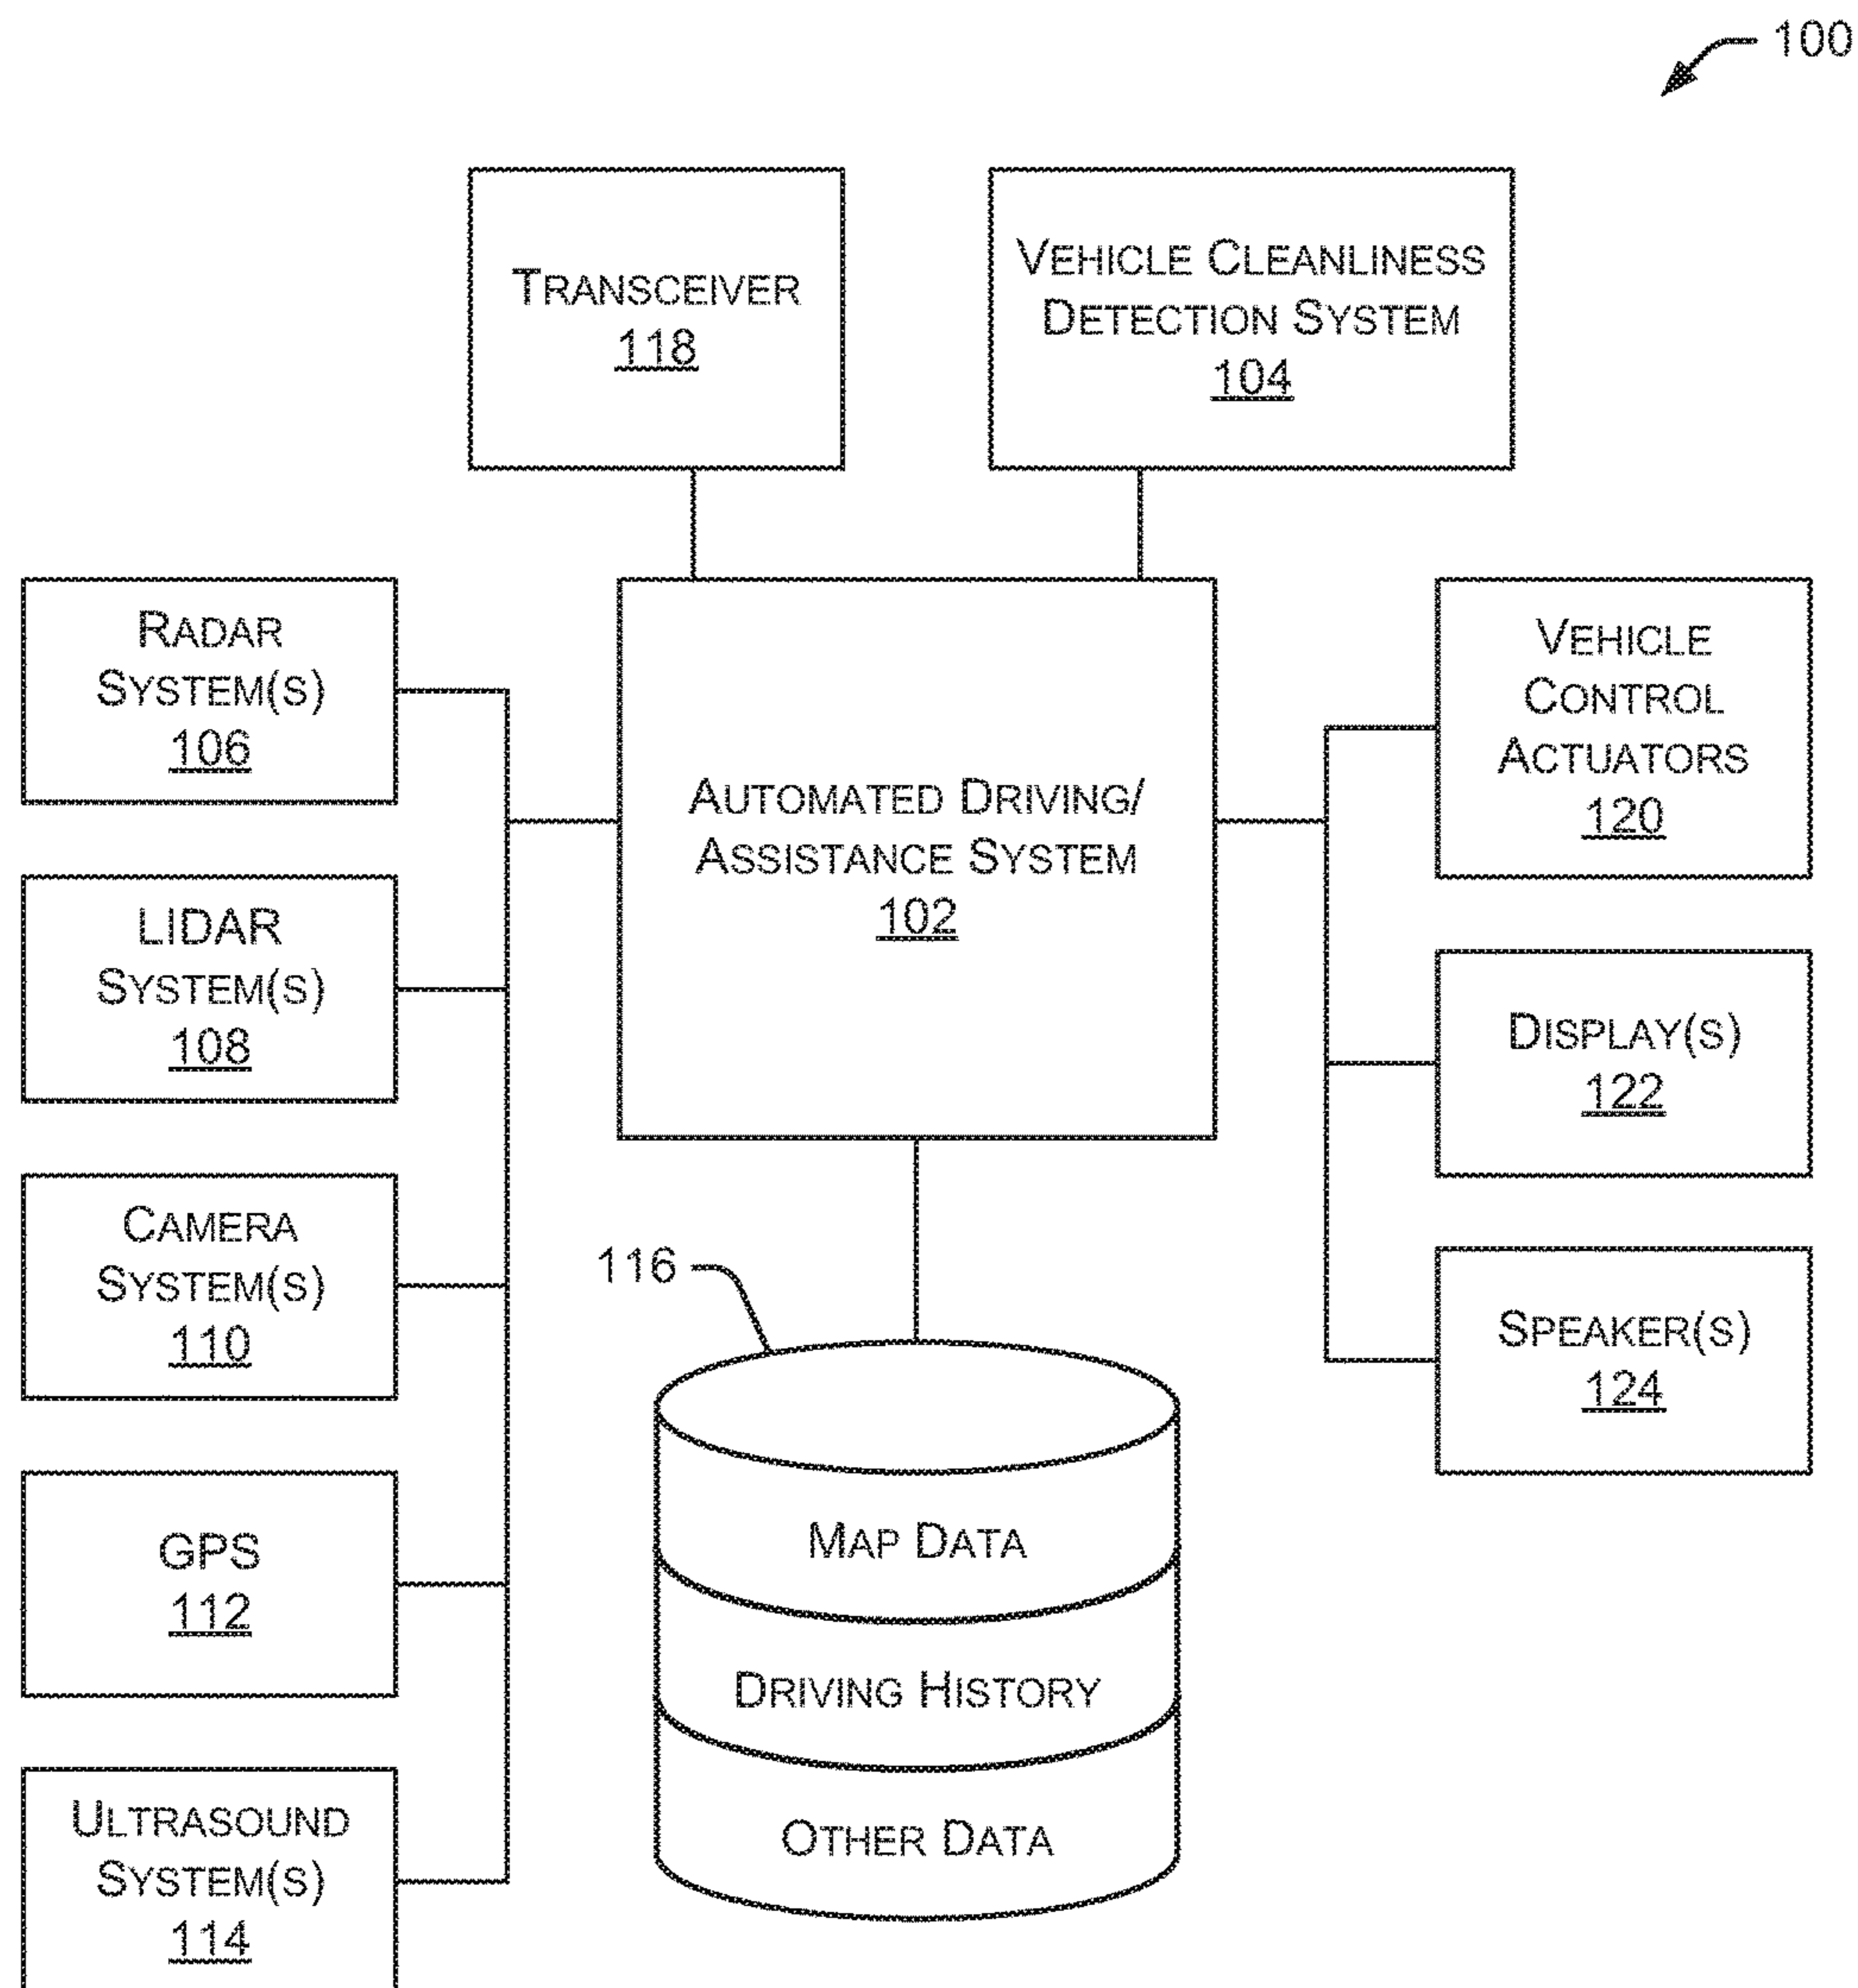 100
TRANSCEIVER
118
VEHICLE CLEANLINESS
DETECTION SYSTEM
104
RADAR
SYSTEM(S)
106
LIDAR
SYSTEM(S)
108
CAMERA
SYSTEM(S)
110
GPS
112
ULTRASOUND
SYSTEM(S)
114
AUTOMATED DRIVING/
ASSISTANCE SYSTEM
102
116
MAP DATA
DRIVING HISTORY
OTHER DATA
VEHICLE
CONTROL
ACTUATORS
120
DISPLAY(S)
122
SPEAKER(S)
124